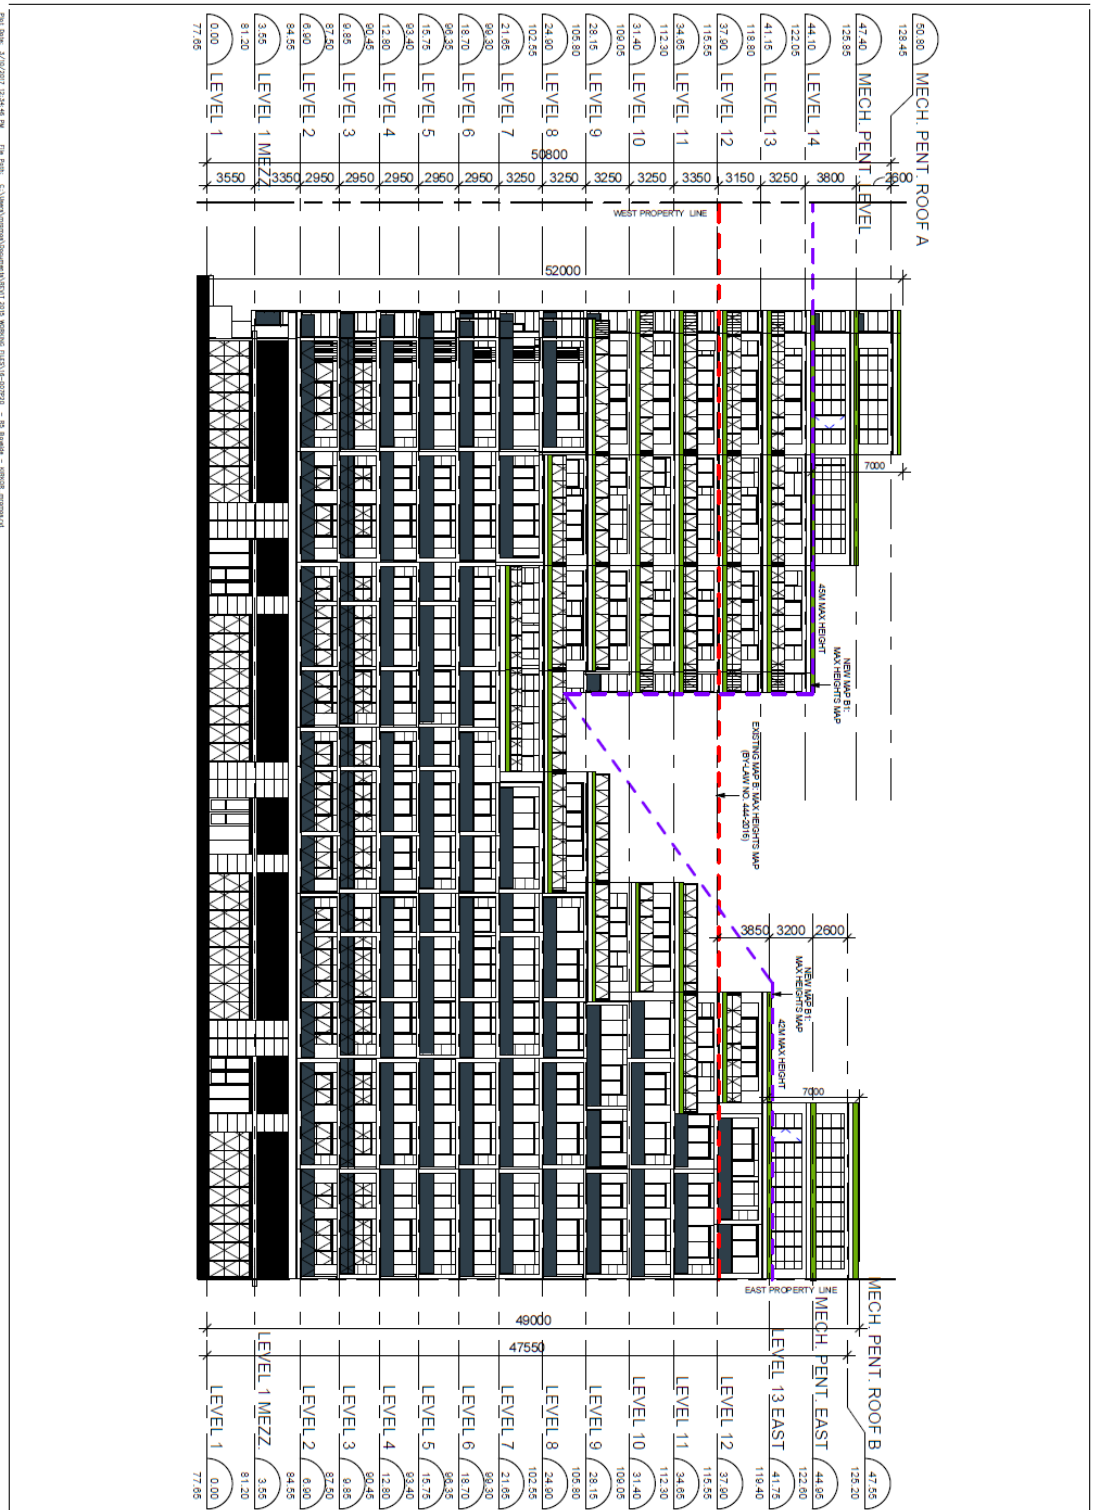 50.80
128.45
MECH. PENT. ROOF A
47.40
125.85
MECH. PENT. LEVEL
44.10
122.05
LEVEL 14
41.15
118.80
LEVEL 13
37.90
115.55
LEVEL 12
34.65
112.30
LEVEL 11
31.40
109.05
LEVEL 10
28.15
105.80
LEVEL 9
24.90
102.55
LEVEL 8
21.65
99.30
LEVEL 7
18.70
96.35
LEVEL 6
15.75
93.40
LEVEL 5
12.80
90.45
LEVEL 4
9.85
87.50
LEVEL 3
6.90
84.55
LEVEL 2
3.55
81.20
LEVEL 1 MEZZ.
0.00
77.65
LEVEL 1
50800
2600
3800
3250
3150
3350
3250
3250
3250
3250
3250
2950
2950
2950
2950
2950
3350
3550
WEST PROPERTY LINE
52000
7000
45M MAX HEIGHT
NEW MAP B1:
MAX HEIGHTS MAP
EXISTING MAP B: MAX HEIGHTS MAP
(BY-LAW NO. 444-2016)
3850
3200
2600
NEW MAP B1:
MAX HEIGHTS MAP
42M MAX HEIGHT
7000
EAST PROPERTY LINE
49000
47550
MECH. PENT. ROOF B
47.55
125.20
MECH. PENT. EAST
44.95
122.60
LEVEL 13 EAST
41.75
119.40
LEVEL 12
37.90
115.55
LEVEL 11
34.65
112.30
LEVEL 10
31.40
109.05
LEVEL 9
28.15
105.80
LEVEL 8
24.90
102.55
LEVEL 7
21.65
99.30
LEVEL 6
18.70
96.35
LEVEL 5
15.75
93.40
LEVEL 4
12.80
90.45
LEVEL 3
9.85
LEVEL 2
6.90
84.55
LEVEL 1 MEZZ.
3.55
81.20
LEVEL 1
0.00
77.65